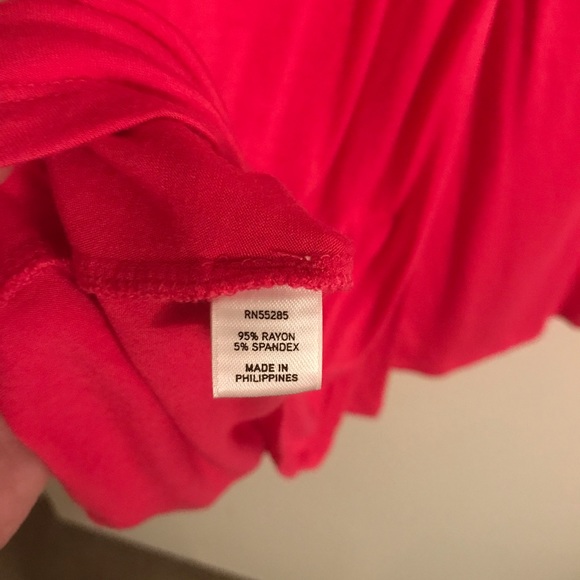 RN55285
95% RAYON
5% SPANDEX
MADE IN
PHILIPPINES